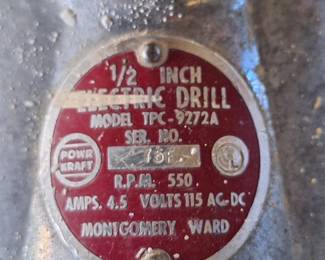 1/2 INCH
ELECTRIC DRILL
MODEL TPC-9272A
SER. NO.
POWR
KRAFT
R.P.M. 550
AMPS. 4.5 VOLTS 115 AC-DC
MONTGOMERY WARD